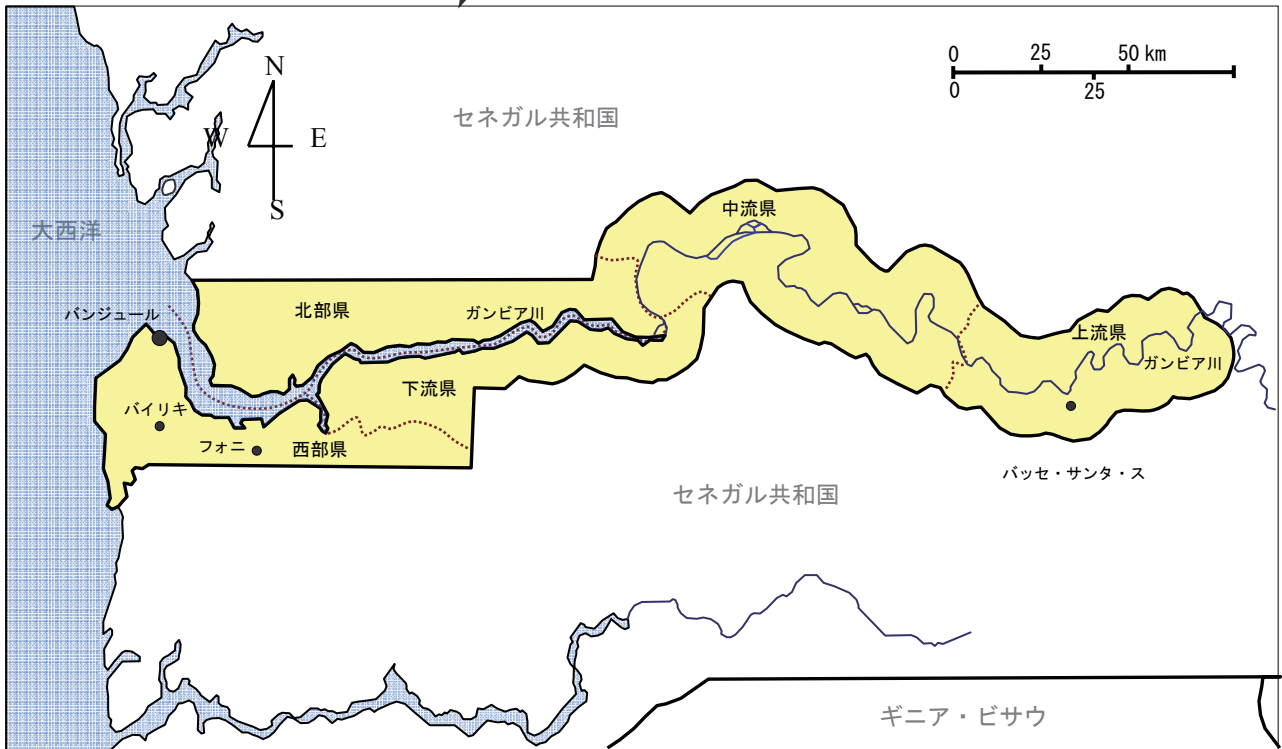 0 25 50 km
0 25
N
W E
S
セネガル共和国
大西洋
中流県
バンジュール
北部県
ガンビア川
上流県
ガンビア川
下流県
バイリキ
フォニ
西部県
バッセ・サンタ・ス
セネガル共和国
ギニア・ビサウ